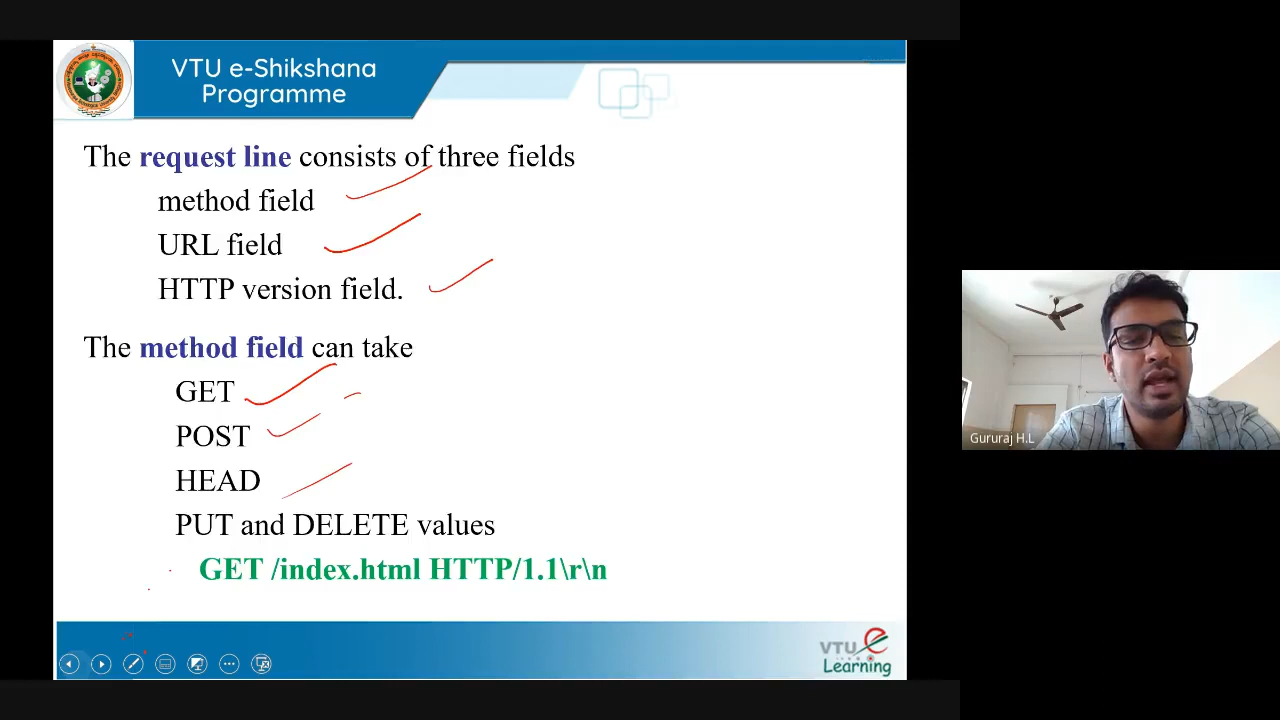 VTU e-Shikshana
Programme
The request line consists of three fields
method field
URL field
HTTP version field.
The method field can take
GET
POST
HEAD
PUT and DELETE values
GET /index.html HTTP/1.1\r\n
Gururaj H.L
VTU e
Learning